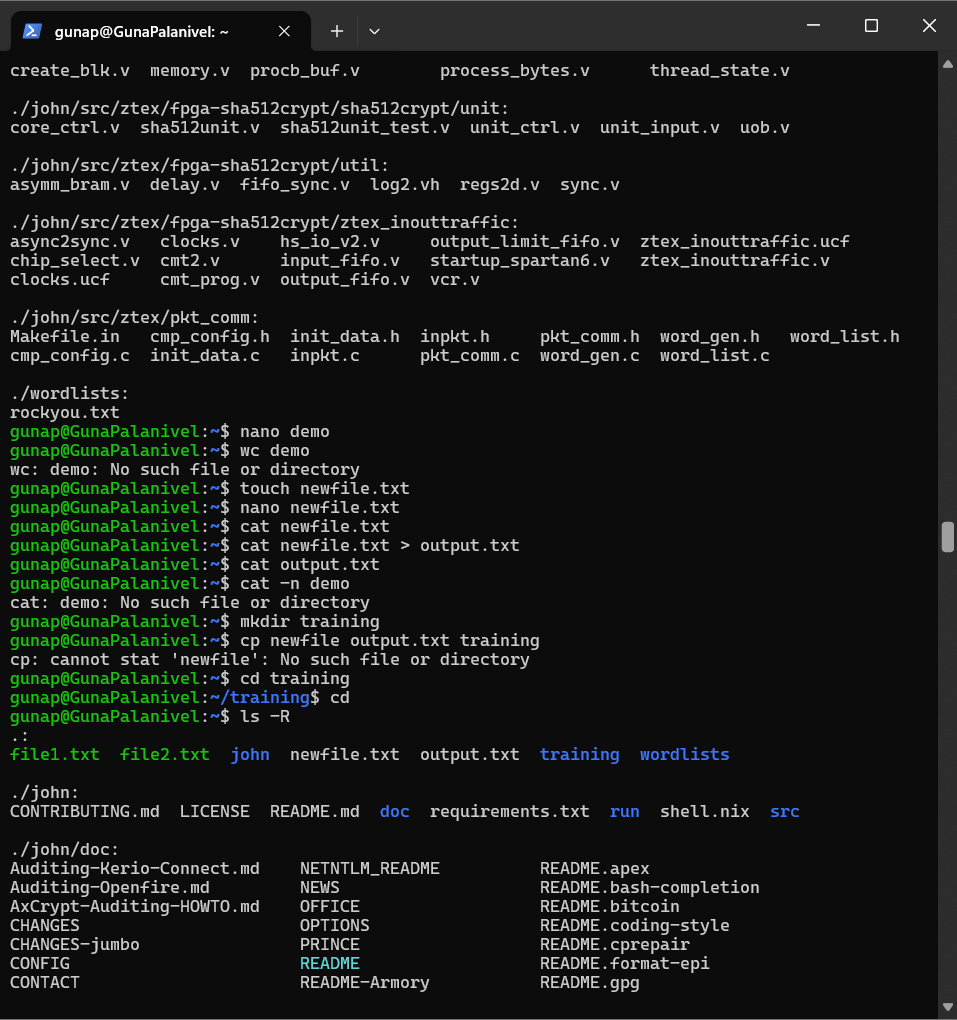 gunap@GunaPalanivel: ~
create_blk.v  memory.v  procb_buf.v        process_bytes.v      thread_state.v
./john/src/ztex/fpga-sha512crypt/sha512crypt/unit:
core_ctrl.v  sha512unit.v  sha512unit_test.v  unit_ctrl.v  unit_input.v  uob.v
./john/src/ztex/fpga-sha512crypt/util:
asymm_bram.v  delay.v  fifo_sync.v  log2.vh  regs2d.v  sync.v
./john/src/ztex/fpga-sha512crypt/ztex_inouttraffic:
async2sync.v   clocks.v    hs_io_v2.v     output_limit_fifo.v  ztex_inouttraffic.ucf
chip_select.v  cmt2.v      input_fifo.v   startup_spartan6.v   ztex_inouttraffic.v
clocks.ucf     cmt_prog.v  output_fifo.v  vcr.v
./john/src/ztex/pkt_comm:
Makefile.in   cmp_config.h  init_data.h  inpkt.h     pkt_comm.h  word_gen.h   word_list.h
cmp_config.c  init_data.c   inpkt.c      pkt_comm.c  word_gen.c  word_list.c
./wordlists:
rockyou.txt
gunap@GunaPalanivel:~$ nano demo
gunap@GunaPalanivel:~$ wc demo
wc: demo: No such file or directory
gunap@GunaPalanivel:~$ touch newfile.txt
gunap@GunaPalanivel:~$ nano newfile.txt
gunap@GunaPalanivel:~$ cat newfile.txt
gunap@GunaPalanivel:~$ cat newfile.txt > output.txt
gunap@GunaPalanivel:~$ cat output.txt
gunap@GunaPalanivel:~$ cat -n demo
cat: demo: No such file or directory
gunap@GunaPalanivel:~$ mkdir training
gunap@GunaPalanivel:~$ cp newfile output.txt training
cp: cannot stat 'newfile': No such file or directory
gunap@GunaPalanivel:~$ cd training
gunap@GunaPalanivel:~/training$ cd
gunap@GunaPalanivel:~$ ls -R
.:
file1.txt  file2.txt  john  newfile.txt  output.txt  training  wordlists
./john:
CONTRIBUTING.md  LICENSE  README.md  doc  requirements.txt  run  shell.nix  src
./john/doc:
Auditing-Kerio-Connect.md    NETNTLM_README          README.apex
Auditing-Openfire.md         NEWS                    README.bash-completion
AxCrypt-Auditing-HOWTO.md    OFFICE                  README.bitcoin
CHANGES                      OPTIONS                 README.coding-style
CHANGES-jumbo                PRINCE                  README.cprepair
CONFIG                       README                  README.format-epi
CONTACT                      README-Armory           README.gpg